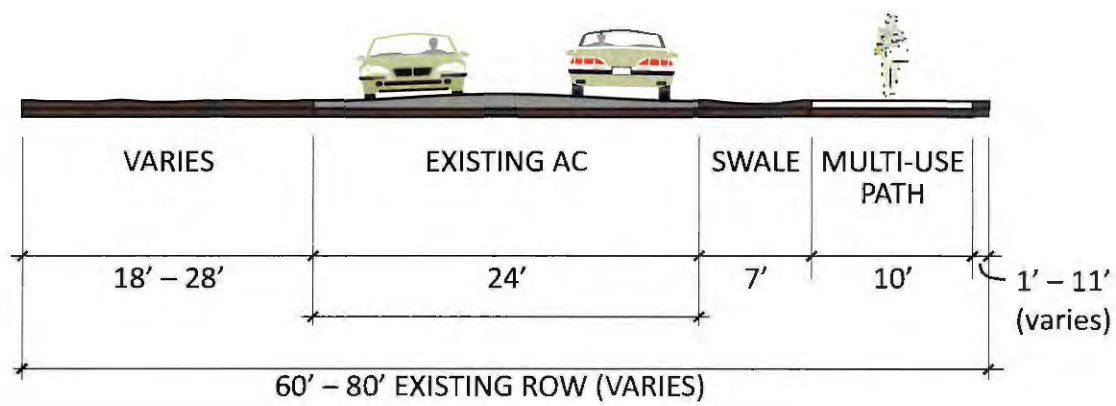 VARIES
EXISTING AC
SWALE
MULTI-USE
PATH
18’ – 28’
24’
7’
10’
1’ – 11’
(varies)
60’ – 80’ EXISTING ROW (VARIES)